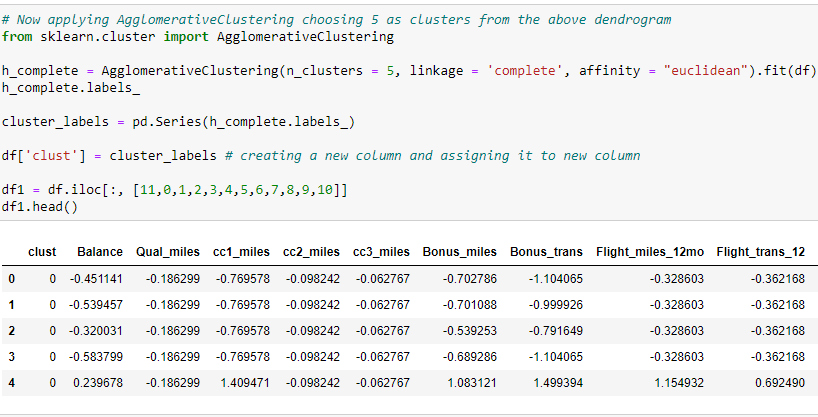 # Now applying AgglomerativeClustering choosing 5 as clusters from the above dendrogram
from sklearn.cluster import AgglomerativeClustering
h_complete = AgglomerativeClustering(n_clusters = 5, linkage = 'complete', affinity = "euclidean").fit(df)
h_complete.labels_
cluster_labels = pd.Series(h_complete.labels_)
df['clust'] = cluster_labels # creating a new column and assigning it to new column
df1 = df.iloc[:, [11,0,1,2,3,4,5,6,7,8,9,10]]
df1.head()
clust Balance Qual_miles cc1_miles cc2_miles cc3_miles Bonus_miles Bonus_trans Flight_miles_12mo Flight_trans_12
0 0 -0.451141 -0.186299 -0.769578 -0.098242 -0.062767 -0.702786 -1.104065 -0.328603 -0.362168
1 0 -0.539457 -0.186299 -0.769578 -0.098242 -0.062767 -0.701088 -0.999926 -0.328603 -0.362168
2 0 -0.320031 -0.186299 -0.769578 -0.098242 -0.062767 -0.539253 -0.791649 -0.328603 -0.362168
3 0 -0.583799 -0.186299 -0.769578 -0.098242 -0.062767 -0.689286 -1.104065 -0.328603 -0.362168
4 0 0.239678 -0.186299 1.409471 -0.098242 -0.062767 1.083121 1.499394 1.154932 0.692490